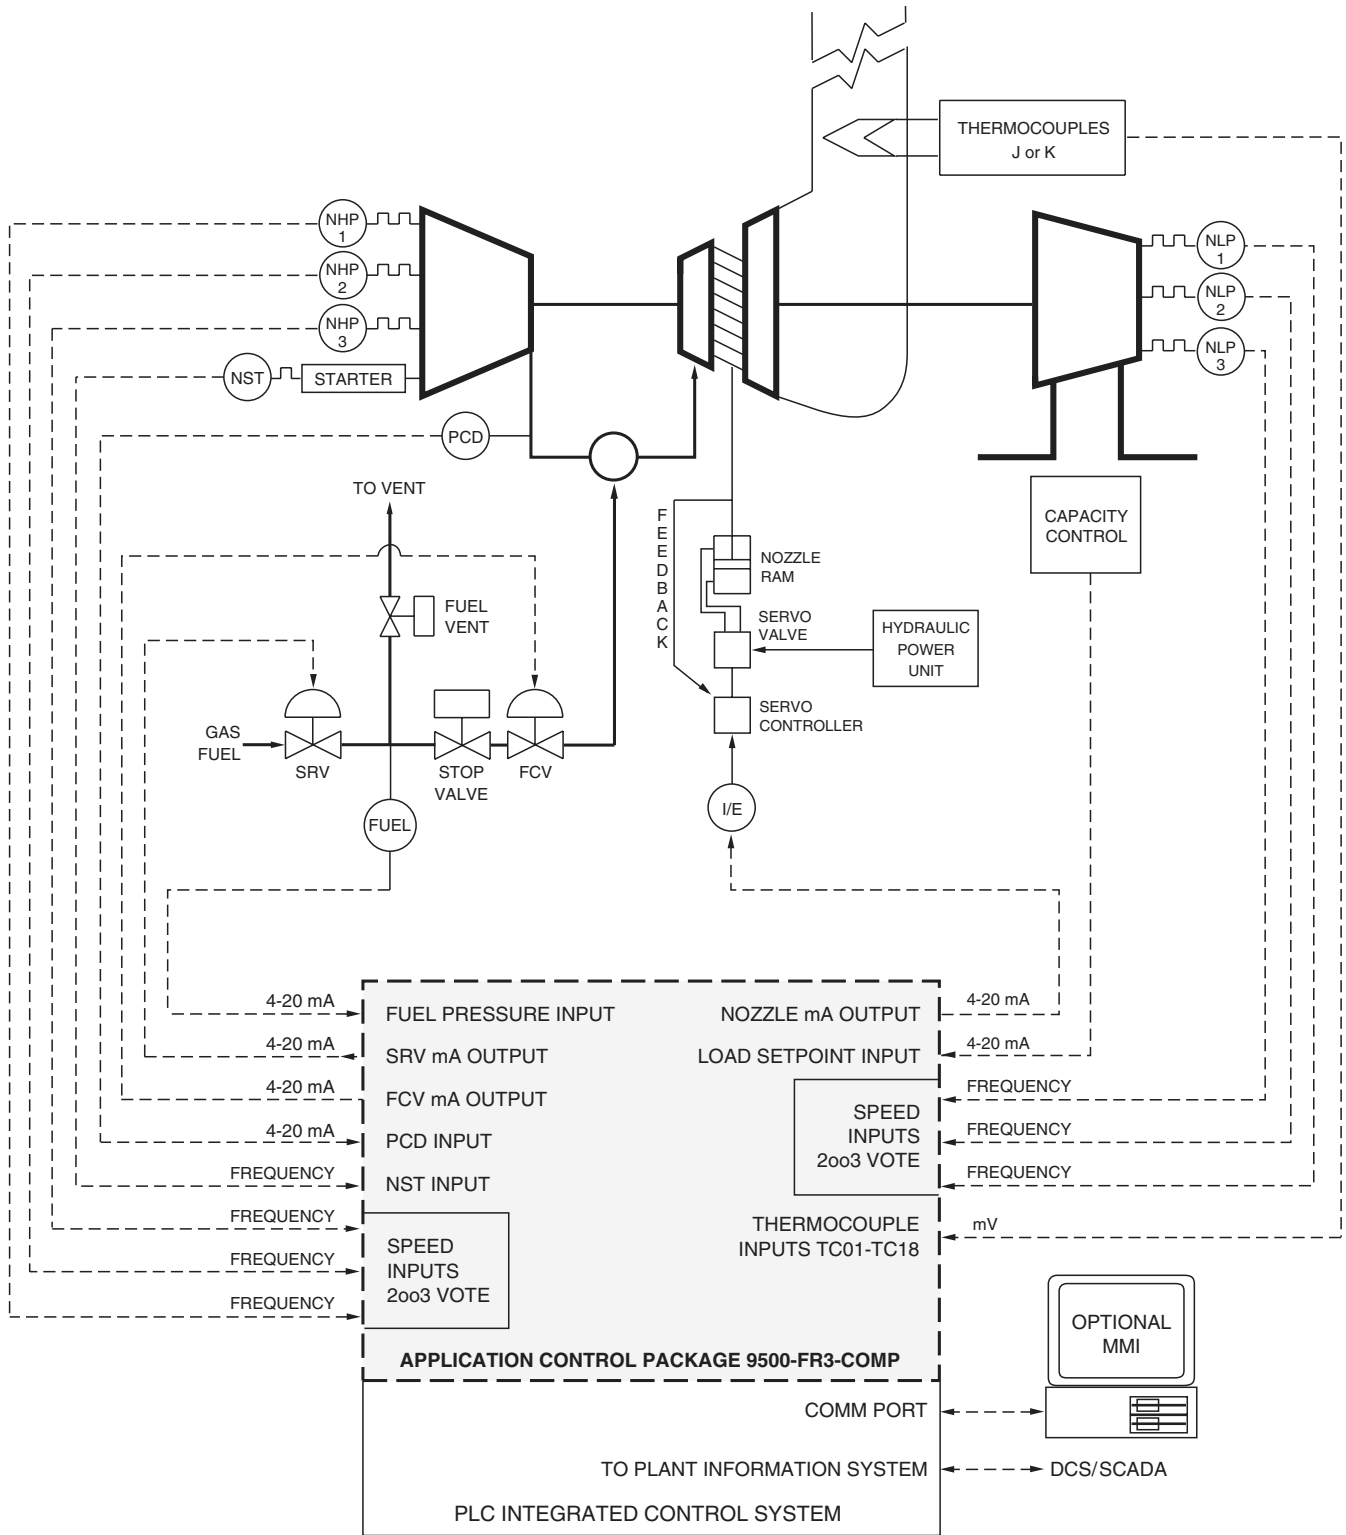 THERMOCOUPLES
J or K
NHP
1
NHP
2
NHP
3
NST
STARTER
NLP
1
NLP
2
NLP
3
PCD
TO VENT
FUEL
VENT
GAS
FUEL
SRV
STOP
VALVE
FCV
FUEL
FEEDBACK
NOZZLE
RAM
SERVO
VALVE
HYDRAULIC
POWER
UNIT
SERVO
CONTROLLER
I/E
CAPACITY
CONTROL
4-20 mA
FUEL PRESSURE INPUT
4-20 mA
SRV mA OUTPUT
4-20 mA
FCV mA OUTPUT
4-20 mA
PCD INPUT
FREQUENCY
NST INPUT
FREQUENCY
FREQUENCY
FREQUENCY
SPEED
INPUTS
2oo3 VOTE
NOZZLE mA OUTPUT
4-20 mA
LOAD SETPOINT INPUT
4-20 mA
SPEED
INPUTS
2oo3 VOTE
FREQUENCY
FREQUENCY
FREQUENCY
THERMOCOUPLE
INPUTS TC01-TC18
mV
APPLICATION CONTROL PACKAGE 9500-FR3-COMP
OPTIONAL
MMI
COMM PORT
TO PLANT INFORMATION SYSTEM
DCS/SCADA
PLC INTEGRATED CONTROL SYSTEM